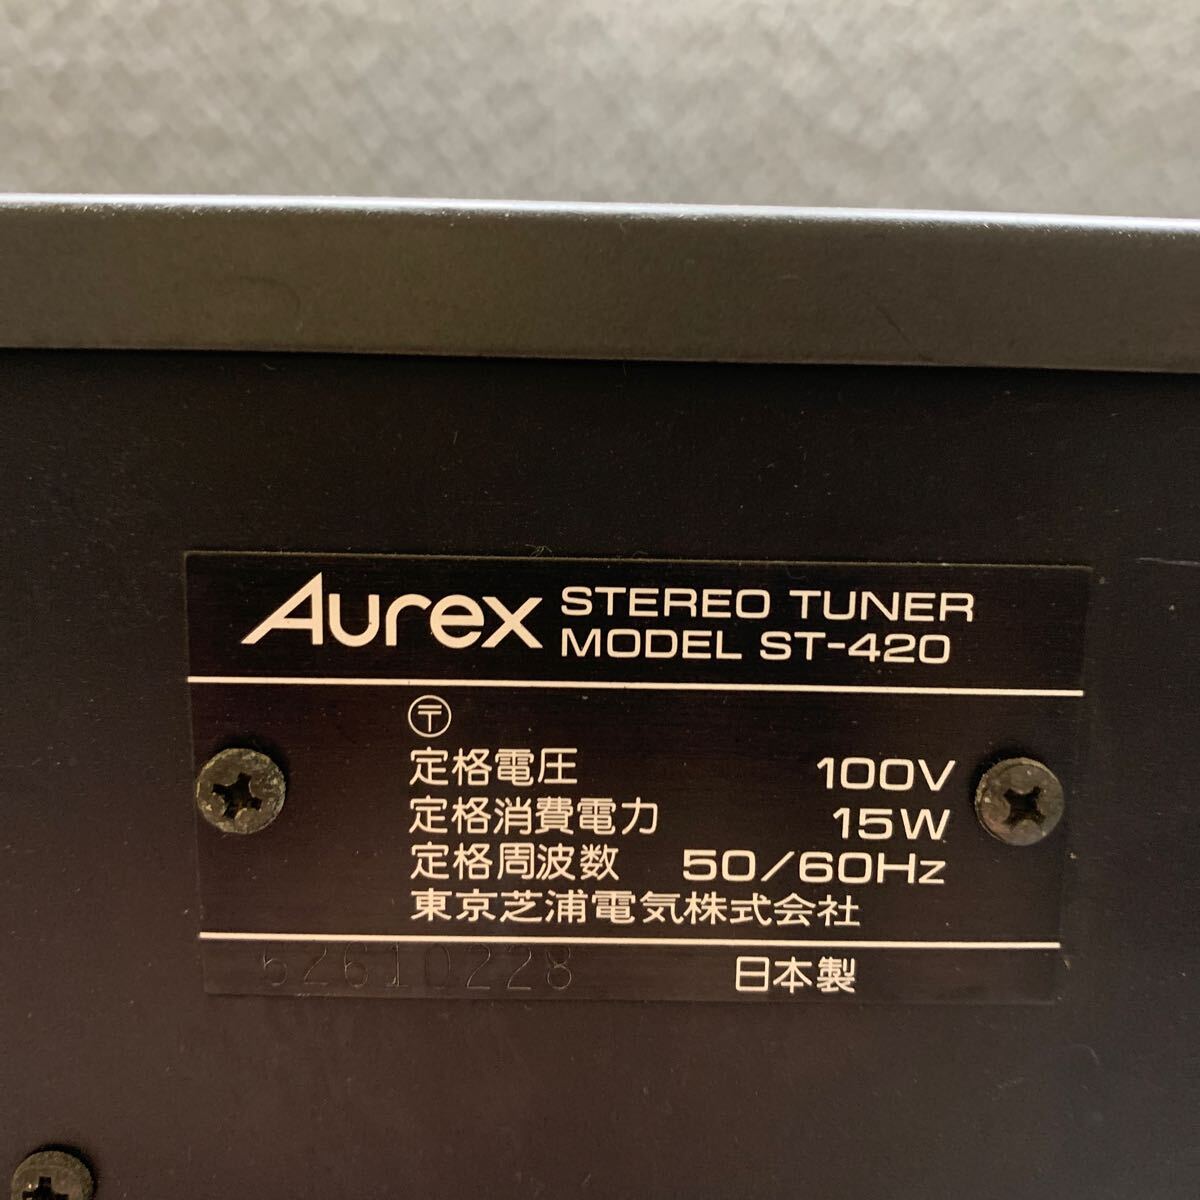 Aurex STEREO TUNER
MODEL ST-420
〶
定格電圧 100V
定格消費電力 15W
定格周波数 50/60Hz
東京芝浦電気株式会社
52610228 日本製